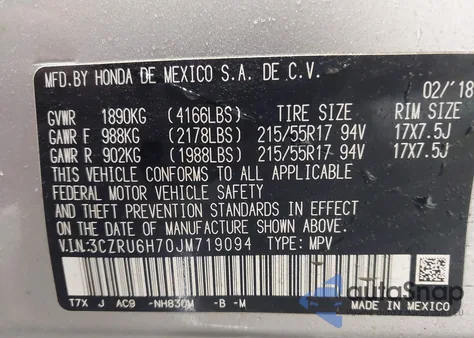 MFD.BY HONDA DE MEXICO S.A. DE C.V.
02/'18
GVWR 1890KG (4166LBS) TIRE SIZE RIM SIZE
GAWR F 988KG (2178LBS) 215/55R17 94V 17X7.5J
GAWR R 902KG (1988LBS) 215/55R17 94V 17X7.5J
THIS VEHICLE CONFORMS TO ALL APPLICABLE
FEDERAL MOTOR VEHICLE SAFETY
AND THEFT PREVENTION STANDARDS IN EFFECT
ON THE DATE OF MANUFACTURE SHOWN ABOVE.
V.I.N.:3CZRU6H70JM719094 TYPE: MPV
T7X J AC9 -NH830M -B -M
MADE IN MEXICO
autoSnap